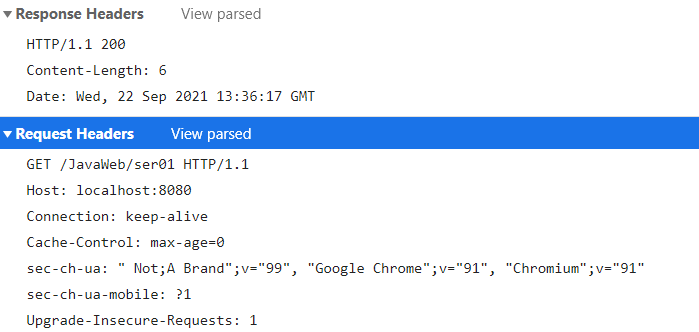 Response Headers View parsed
HTTP/1.1 200
Content-Length: 6
Date: Wed, 22 Sep 2021 13:36:17 GMT
Request Headers View parsed
GET /JavaWeb/ser01 HTTP/1.1
Host: localhost:8080
Connection: keep-alive
Cache-Control: max-age=0
sec-ch-ua: " Not;A Brand";v="99", "Google Chrome";v="91", "Chromium";v="91"
sec-ch-ua-mobile: ?1
Upgrade-Insecure-Requests: 1